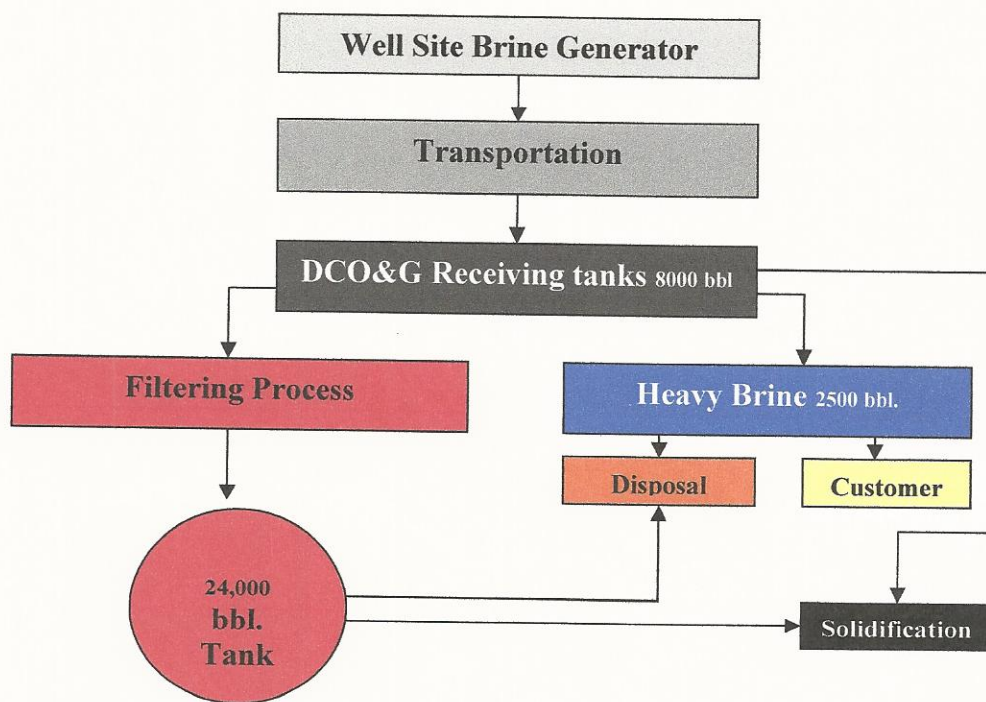 Well Site Brine Generator
Transportation
DCO&G Receiving tanks 8000 bbl
Filtering Process
Heavy Brine 2500 bbl.
Disposal
Customer
24,000
bbl.
Tank
Solidification